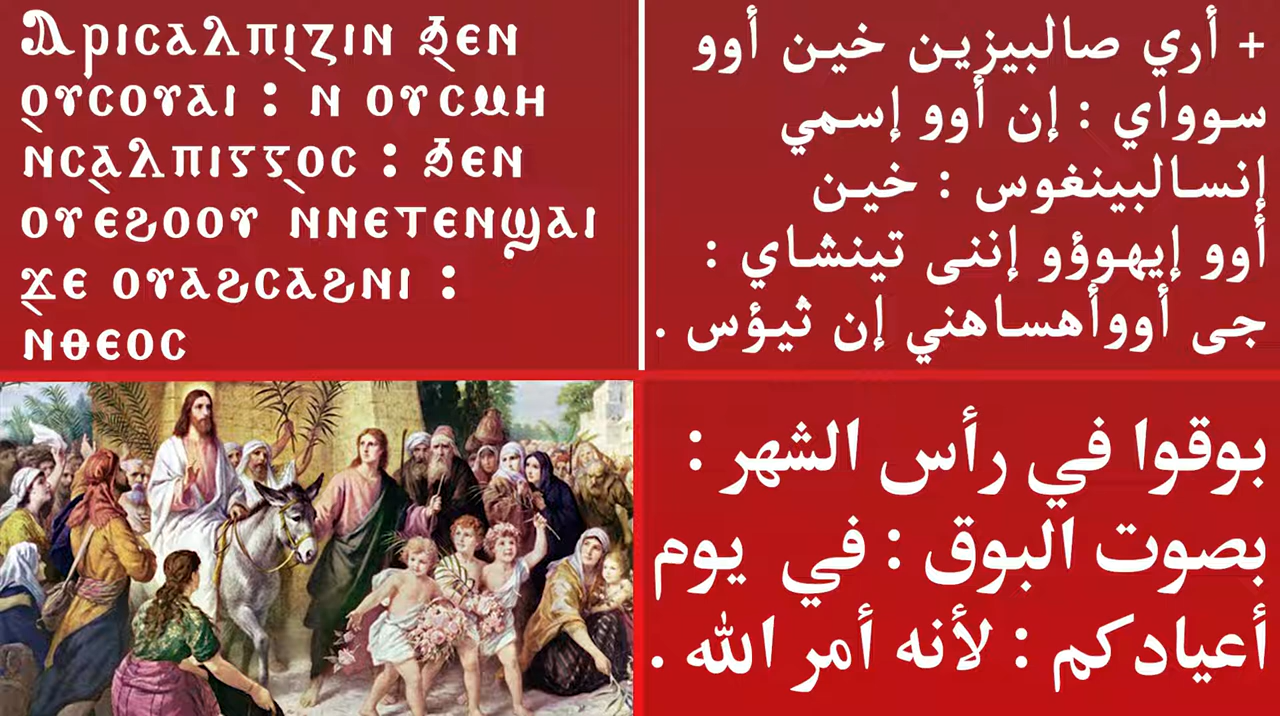 Ⲁⲣⲓⲥⲁⲗⲡⲓⲍⲓⲛ ϧⲉⲛ
ⲟⲩⲥⲟⲩⲁⲓ : ⲛ ⲟⲩⲥⲙⲏ
ⲛⲥⲁⲗⲡⲓⲅⲅⲟⲥ : ϧⲉⲛ
ⲟⲩⲉϩⲟⲟⲩ ⲛⲛⲉⲧⲉⲛϣⲁⲓ
ϫⲉ ⲟⲩⲁϩⲥⲁϩⲛⲓ :
ⲛⲑⲉⲟⲥ
+ أري صالبيزين خين أوو
سوواي : إن أوو إسمي
إنسالبينغوس : خين
أوو إيهوؤو إننى تينشاي :
جى أووأهساهني إن ثيؤس .
بوقوا في رأس الشهر :
بصوت البوق : في يوم
أعيادكم : لأنه أمر الله .